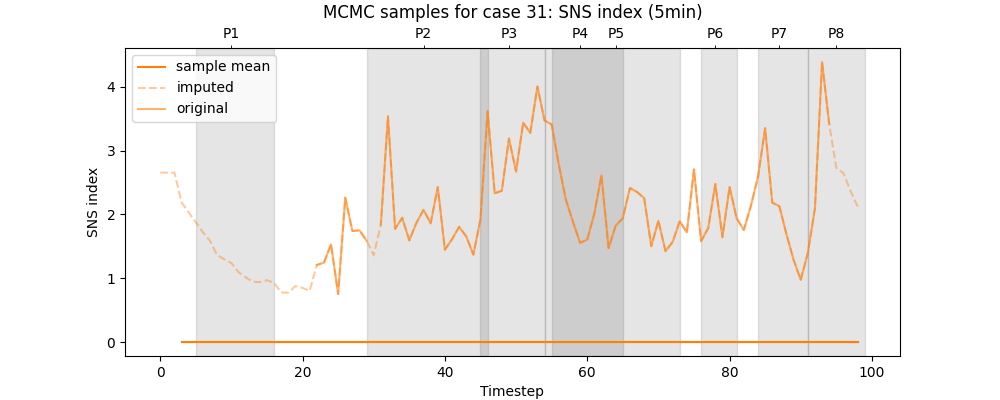 MCMC samples for case 31: SNS index (5min)
P1 P2 P3 P4 P5 P6 P7 P8
sample mean
imputed
original
SNS index
4
3
2
1
0
0 20 40 60 80 100
Timestep